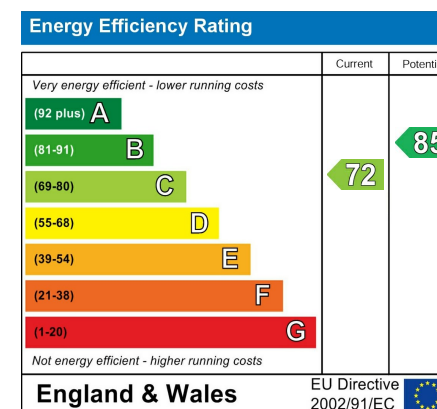 Energy Efficiency Rating
Current Potenti
Very energy efficient - lower running costs
(92 plus) A
(81-91) B
85
(69-80) C
72
(55-68) D
(39-54) E
(21-38) F
(1-20) G
Not energy efficient - higher running costs
England & Wales
EU Directive
2002/91/EC